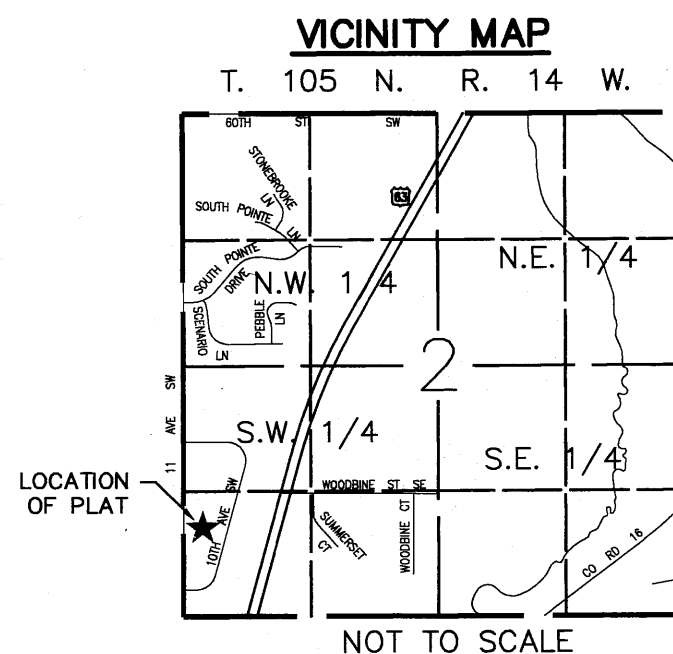 VICINITY MAP
T. 105 N. R. 14 W.
60TH ST SW
STONEBROOKE LN
63
SOUTH POINTE LN
SOUTH POINTE DRIVE
N.W. 1/4
N.E. 1/4
SCENARIO LN
PEBBLE LN
2
11 AVE SW
S.W. 1/4
S.E. 1/4
LOCATION
OF PLAT
WOODBINE ST SE
10TH AVE SW
SUMMERSET CT
WOODBINE CT
CO RD 16
NOT TO SCALE